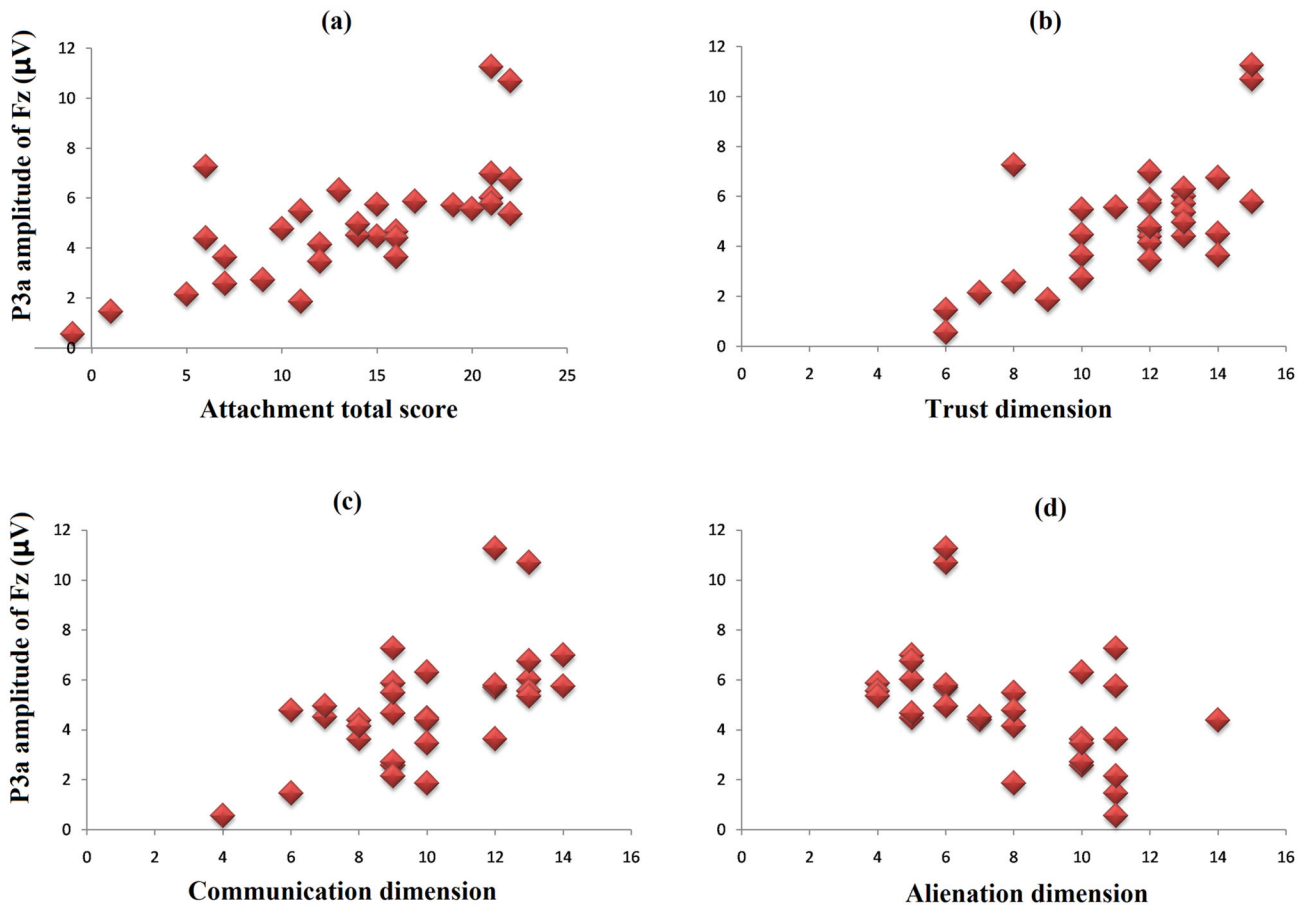 (a)
P3a amplitude of Fz (µV)
12
10
8
6
4
2
0
0 5 10 15 20 25
Attachment total score
(b)
12
10
8
6
4
2
0
0 2 4 6 8 10 12 14 16
Trust dimension
(c)
P3a amplitude of Fz (µV)
12
10
8
6
4
2
0
0 2 4 6 8 10 12 14 16
Communication dimension
(d)
12
10
8
6
4
2
0
0 2 4 6 8 10 12 14 16
Alienation dimension